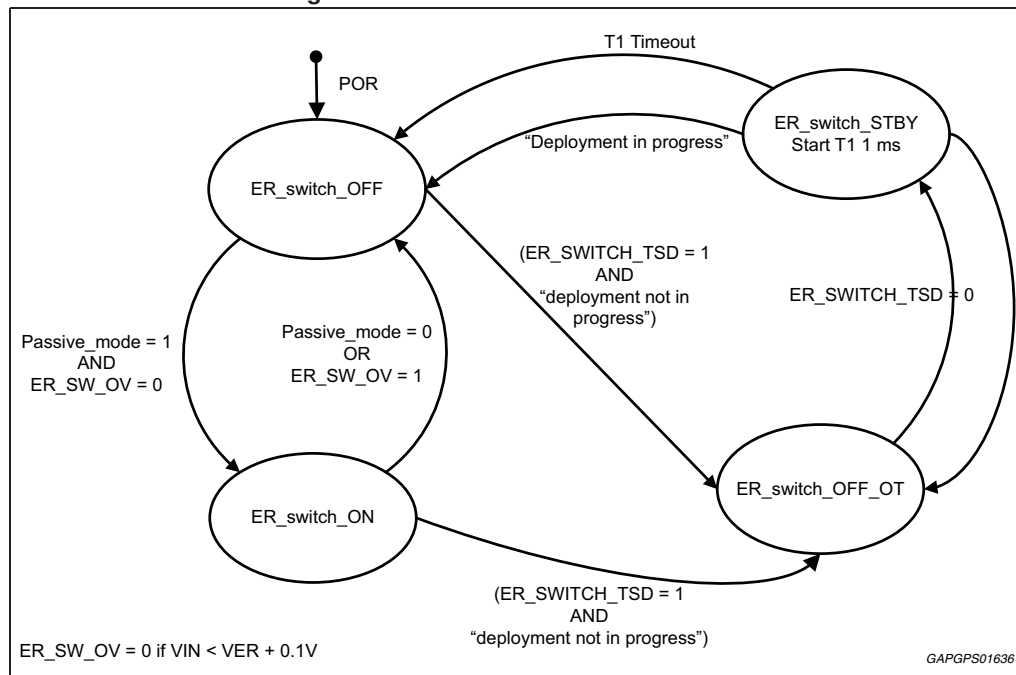 T1 Timeout
POR
ER_switch_STBY
Start T1 1 ms
“Deployment in progress”
ER_switch_OFF
(ER_SWITCH_TSD = 1
AND
“deployment not in
progress”)
ER_SWITCH_TSD = 0
Passive_mode = 1
AND
ER_SW_OV = 0
Passive_mode = 0
OR
ER_SW_OV = 1
ER_switch_OFF_OT
ER_switch_ON
(ER_SWITCH_TSD = 1
AND
“deployment not in progress”)
ER_SW_OV = 0 if VIN < VER + 0.1V
GAPGPS01636